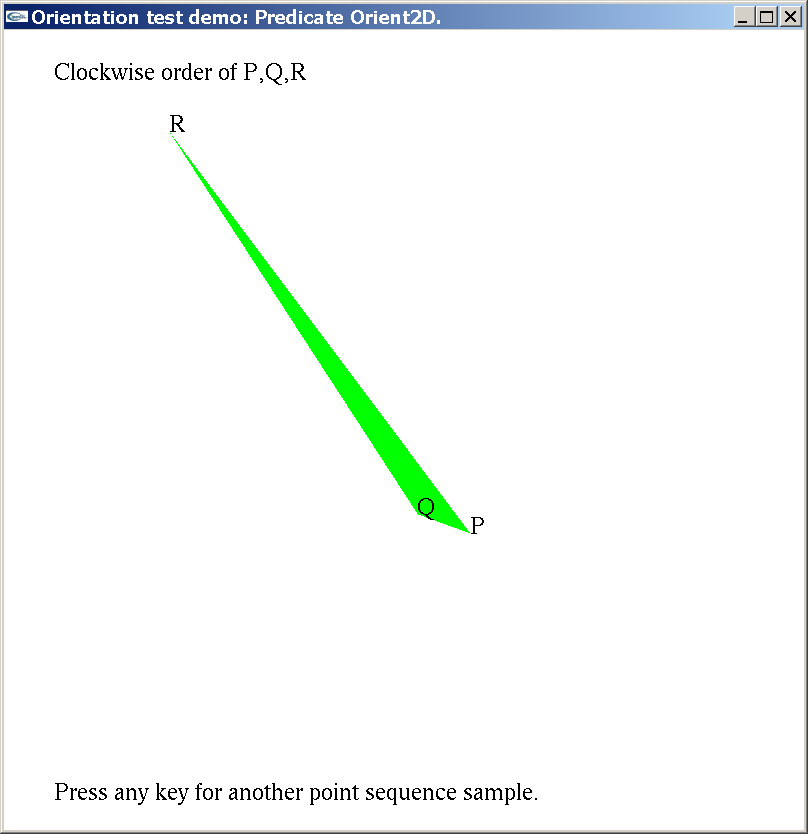 Orientation test demo: Predicate Orient2D.
Clockwise order of P,Q,R
R
Q
P
Press any key for another point sequence sample.